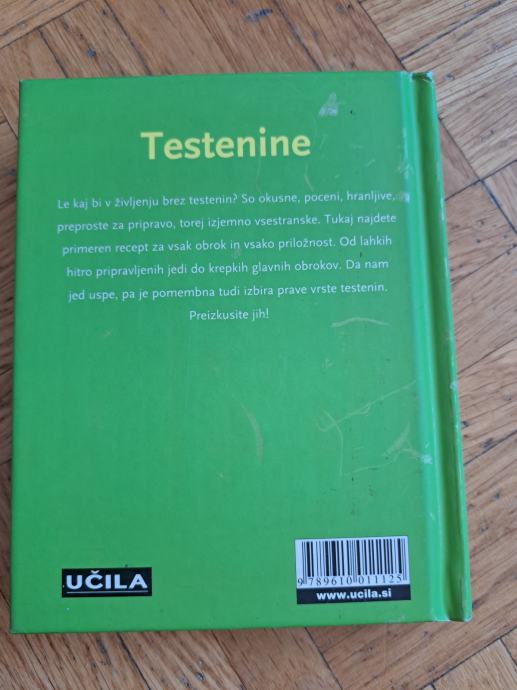 Testenine
Le kaj bi v življenju brez testenin? So okusne, poceni, hranljive,
preproste za pripravo, torej izjemno vsestranske. Tukaj najdete
primeren recept za vsak obrok in vsako priložnost. Od lahkih
hitro pripravljenih jedi do krepkih glavnih obrokov. Da nam
jed uspe, pa je pomembna tudi izbira prave vrste testenin.
Preizkusite jih!
UČILA
9 789610 011125
www.ucila.si